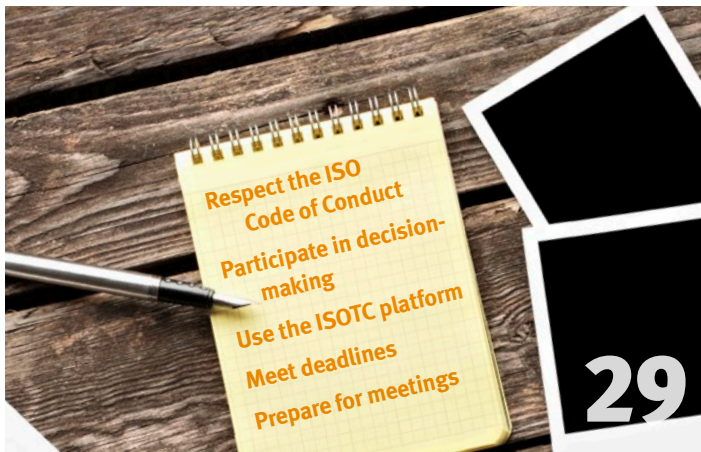 Respect the ISO
Code of Conduct
Participate in decision-
making
Use the ISOTC platform
Meet deadlines
Prepare for meetings
29